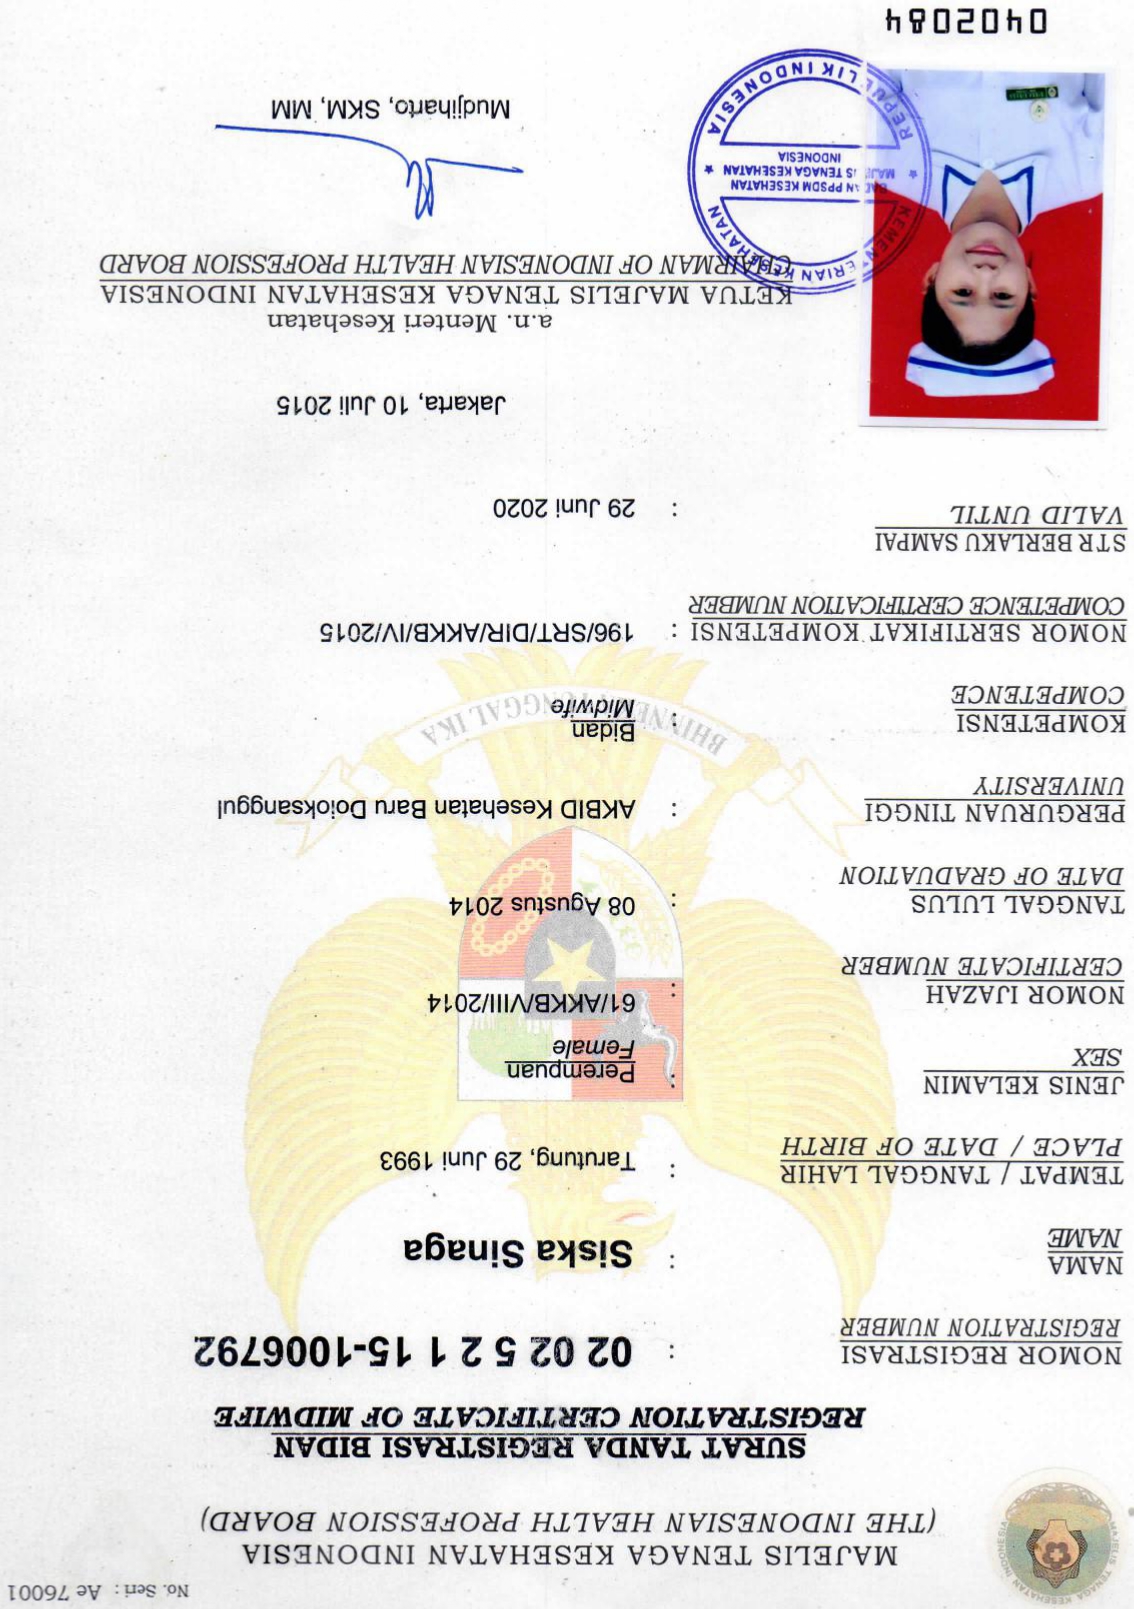 No. Seri : Ae 76001
MAJELIS TENAGA KESEHATAN INDONESIA
MAJELIS TENAGA KESEHATAN INDONESIA
(THE INDONESIAN HEALTH PROFESSION BOARD)
SURAT TANDA REGISTRASI BIDAN
REGISTRATION CERTIFICATE OF MIDWIFE
NOMOR REGISTRASI : 02 02 5 2 1 15-1006792
REGISTRATION NUMBER
NAMA : Siska Sinaga
NAME
TEMPAT / TANGGAL LAHIR : Tarutung, 29 Juni 1993
PLACE / DATE OF BIRTH
JENIS KELAMIN : Perempuan
SEX Female
NOMOR IJAZAH : 61/AKKB/VIII/2014
CERTIFICATE NUMBER
TANGGAL LULUS : 08 Agustus 2014
DATE OF GRADUATION
PERGURUAN TINGGI : AKBID Kesehatan Baru Doloksanggul
UNIVERSITY
KOMPETENSI : Bidan
COMPETENCE Midwife
BHINNEKA TUNGGAL IKA
NOMOR SERTIFIKAT KOMPETENSI : 196/SRT/DIR/AKKB/IV/2015
COMPETENCE CERTIFICATION NUMBER
STR BERLAKU SAMPAI
VALID UNTIL : 29 Juni 2020
Jakarta, 10 Juli 2015
a.n. Menteri Kesehatan
KETUA MAJELIS TENAGA KESEHATAN INDONESIA
CHAIRMAN OF INDONESIAN HEALTH PROFESSION BOARD
KEMENTERIAN KESEHATAN
BADAN PPSDM KESEHATAN
MAJELIS TENAGA KESEHATAN
INDONESIA
REPUBLIK INDONESIA
Mudjiharto, SKM, MM
0402084